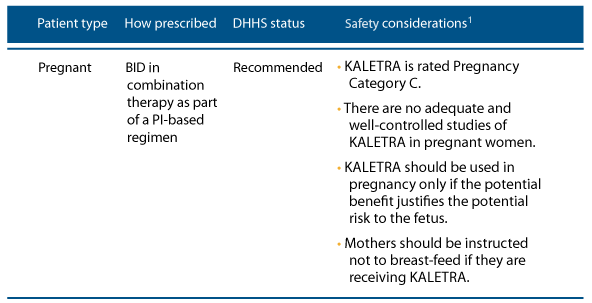 Patient type How prescribed DHHS status Safety considerations1
Pregnant BID in combination therapy as part of a PI-based regimen Recommended
• KALETRA is rated Pregnancy
Category C.
• There are no adequate and
well-controlled studies of
KALETRA in pregnant women.
• KALETRA should be used in
pregnancy only if the potential
benefit justifies the potential
risk to the fetus.
• Mothers should be instructed
not to breast-feed if they are
receiving KALETRA.